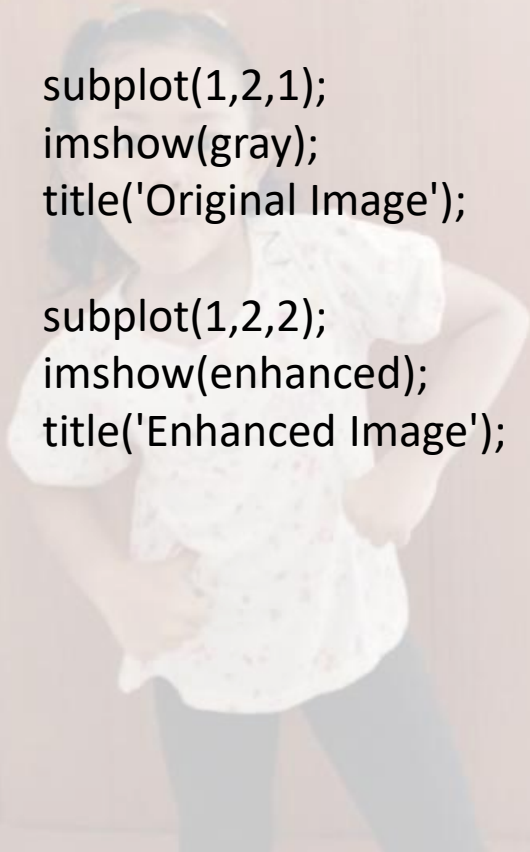 subplot(1,2,1);
imshow(gray);
title('Original Image');
subplot(1,2,2);
imshow(enhanced);
title('Enhanced Image');